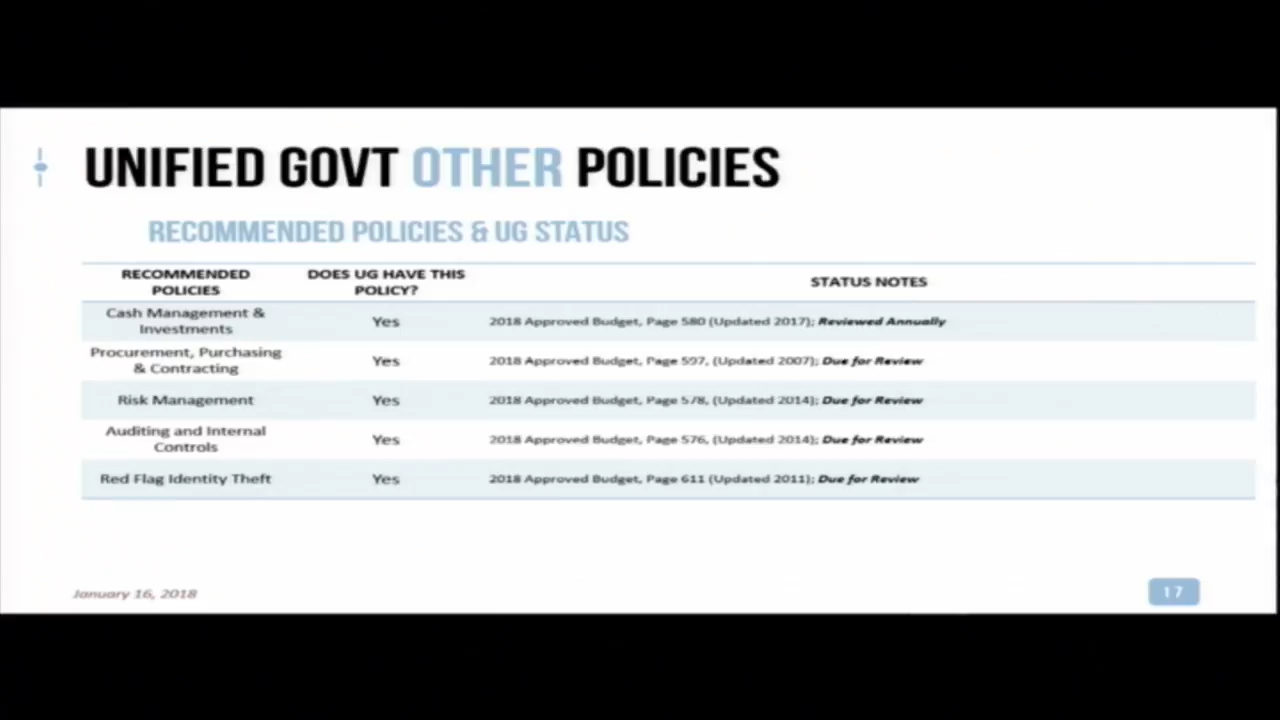 UNIFIED GOVT OTHER POLICIES
RECOMMENDED POLICIES & UG STATUS
RECOMMENDED
POLICIES
DOES UG HAVE THIS
POLICY?
STATUS NOTES
Cash Management &
Investments
Yes
2018 Approved Budget, Page 580 (Updated 2017); Reviewed Annually
Procurement, Purchasing
& Contracting
Yes
2018 Approved Budget, Page 597, (Updated 2007); Due for Review
Risk Management
Yes
2018 Approved Budget, Page 578, (Updated 2014); Due for Review
Auditing and Internal
Controls
Yes
2018 Approved Budget, Page 576, (Updated 2014); Due for Review
Red Flag Identity Theft
Yes
2018 Approved Budget, Page 611 (Updated 2011); Due for Review
January 16, 2018
17